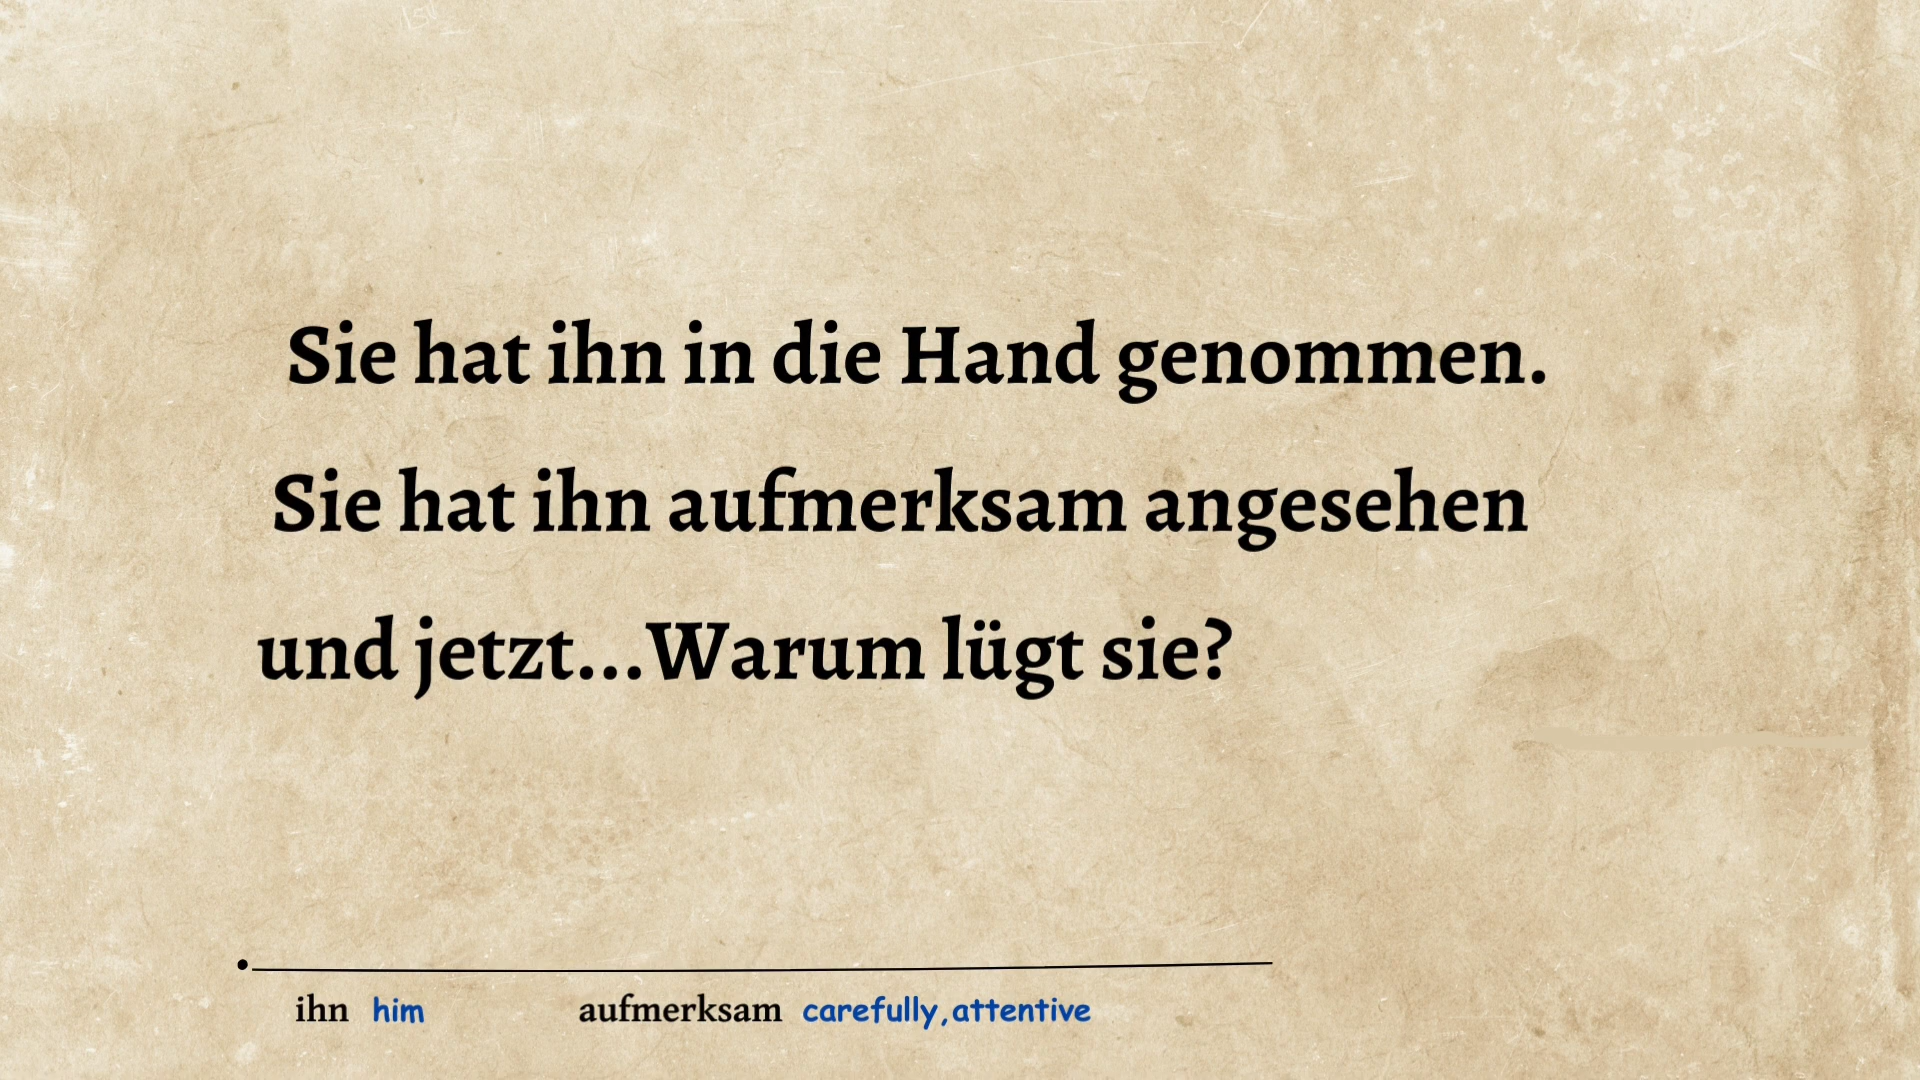 Sie hat ihn in die Hand genommen.
Sie hat ihn aufmerksam angesehen
und jetzt...Warum lügt sie?
ihn him aufmerksam carefully,attentive